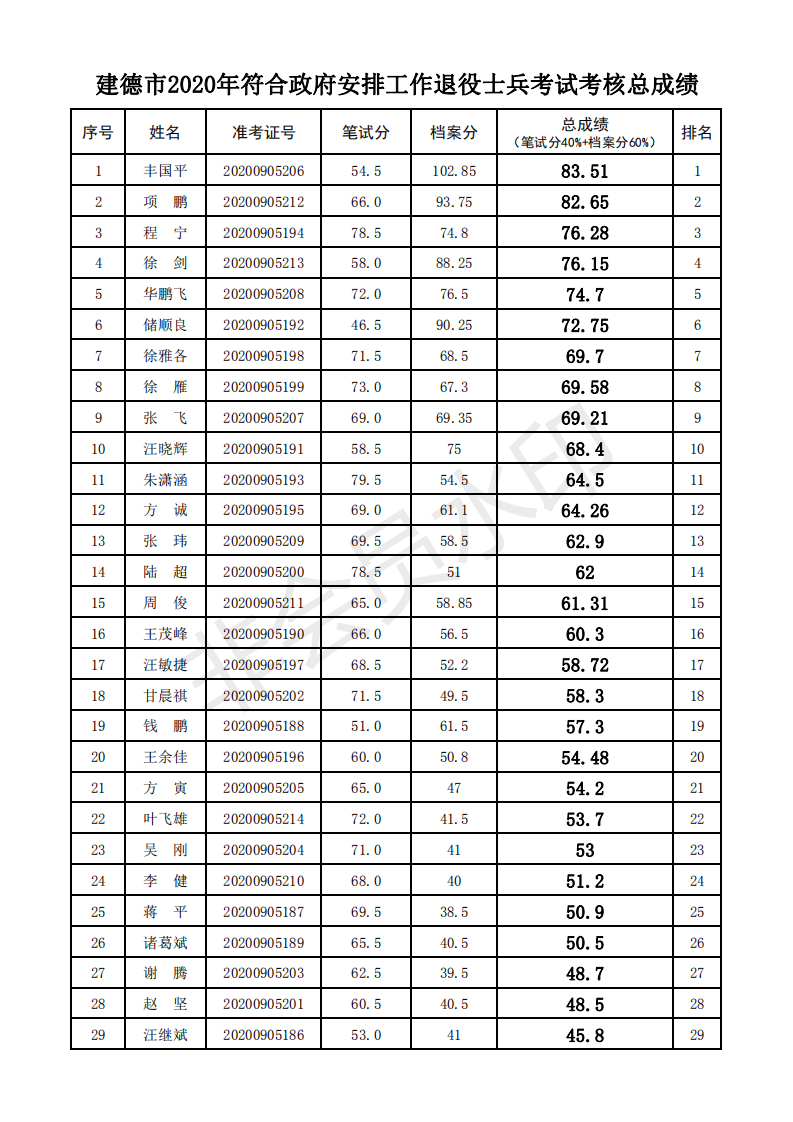 建德市2020年符合政府安排工作退役士兵考试考核总成绩
序号 姓名 准考证号 笔试分 档案分 总成绩 排名
（笔试分40%+档案分60%）
1 丰国平 20200905206 54.5 102.85 83.51 1
2 项 鹏 20200905212 66.0 93.75 82.65 2
3 程 宁 20200905194 78.5 74.8 76.28 3
4 徐 剑 20200905213 58.0 88.25 76.15 4
5 华鹏飞 20200905208 72.0 76.5 74.7 5
6 储顺良 20200905192 46.5 90.25 72.75 6
7 徐雅各 20200905198 71.5 68.5 69.7 7
8 徐 雁 20200905199 73.0 67.3 69.58 8
9 张 飞 20200905207 69.0 69.35 69.21 9
10 汪晓辉 20200905191 58.5 75 68.4 10
11 朱潇涵 20200905193 79.5 54.5 64.5 11
12 方 诚 20200905195 69.0 61.1 64.26 12
13 张 玮 20200905209 69.5 58.5 62.9 13
14 陆 超 20200905200 78.5 51 62 14
15 周 俊 20200905211 65.0 58.85 61.31 15
16 王茂峰 20200905190 66.0 56.5 60.3 16
17 汪敏捷 20200905197 68.5 52.2 58.72 17
18 甘晨祺 20200905202 71.5 49.5 58.3 18
19 钱 鹏 20200905188 51.0 61.5 57.3 19
20 王余佳 20200905196 60.0 50.8 54.48 20
21 方 寅 20200905205 65.0 47 54.2 21
22 叶飞雄 20200905214 72.0 41.5 53.7 22
23 吴 刚 20200905204 71.0 41 53 23
24 李 健 20200905210 68.0 40 51.2 24
25 蒋 平 20200905187 69.5 38.5 50.9 25
26 诸葛斌 20200905189 65.5 40.5 50.5 26
27 谢 腾 20200905203 62.5 39.5 48.7 27
28 赵 坚 20200905201 60.5 40.5 48.5 28
29 汪继斌 20200905186 53.0 41 45.8 29
非会员水印